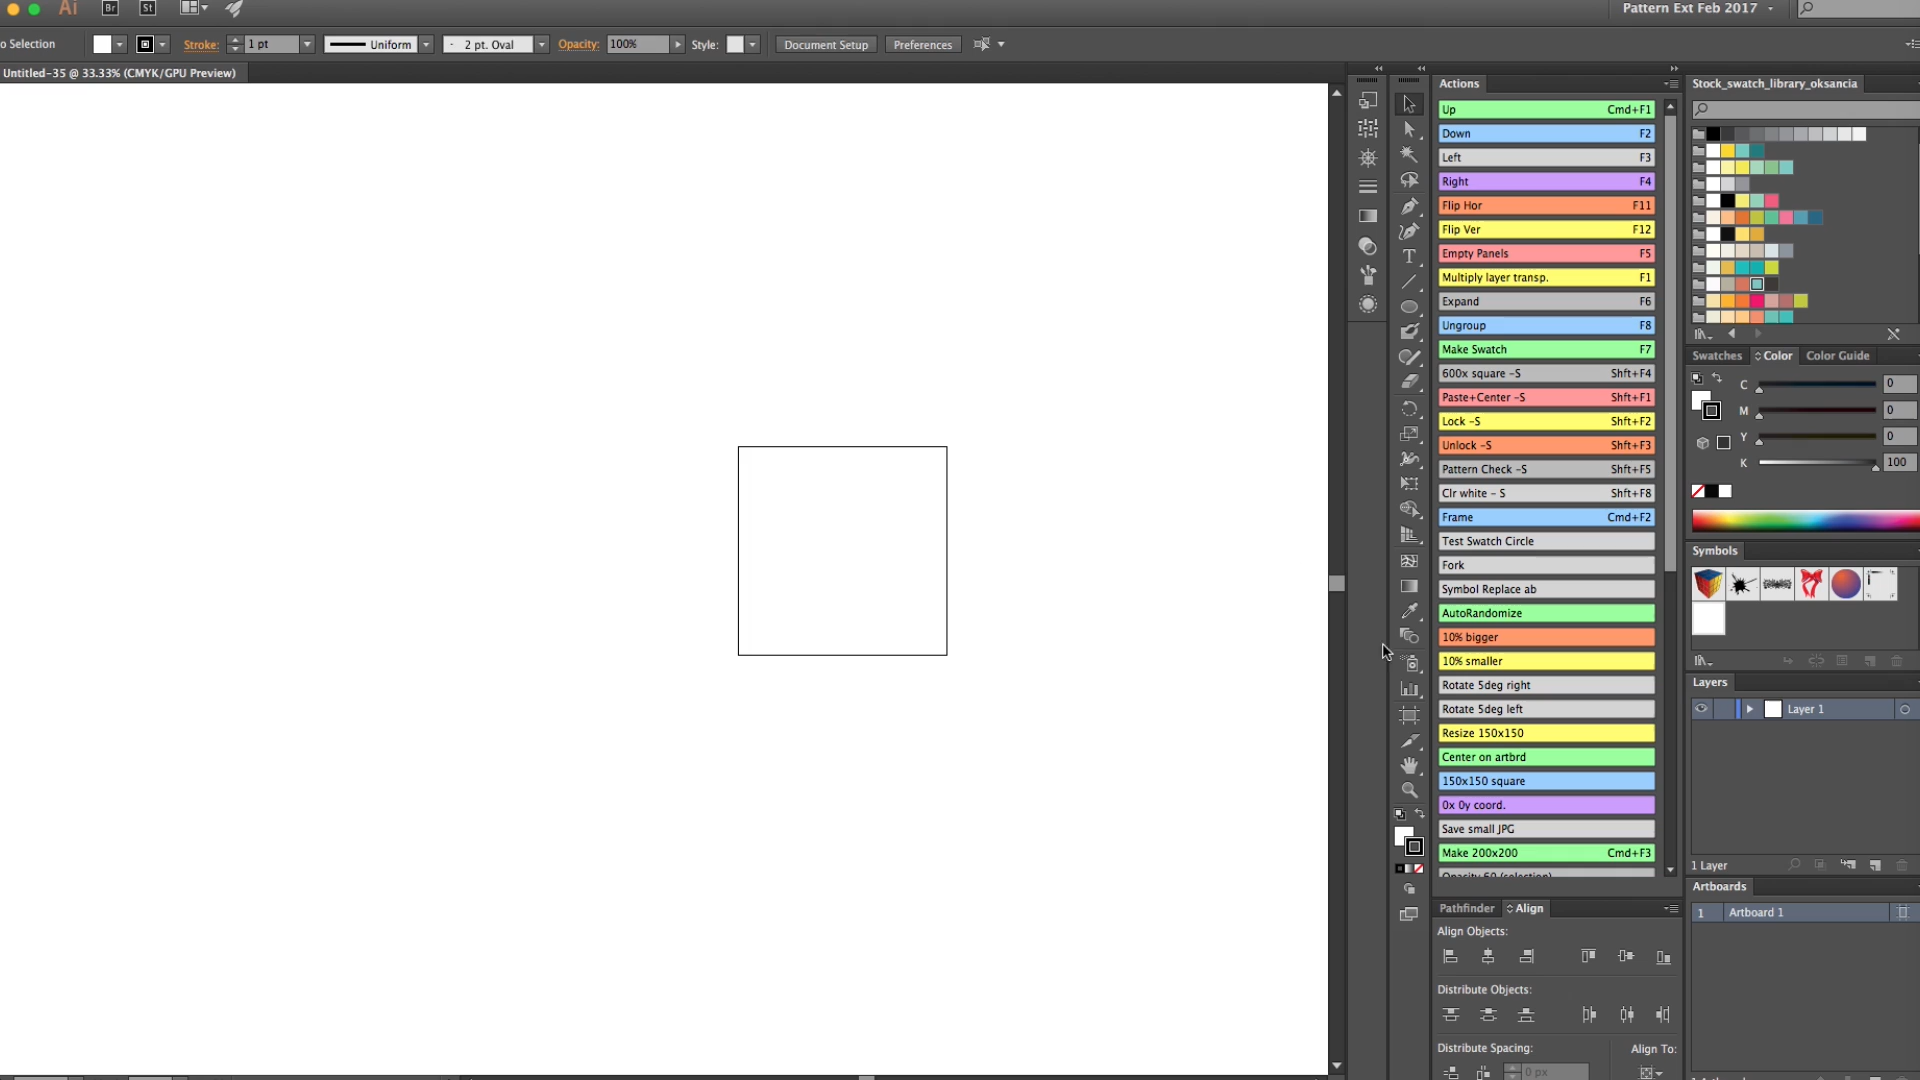 Ai Br St Pattern Ext Feb 2017
o Selection Stroke: 1 pt Uniform 2 pt. Oval Opacity: 100% Style: Document Setup Preferences
Untitled-35 @ 33.33% (CMYK/GPU Preview)
Actions
Up Cmd+F1
Down F2
Left F3
Right F4
Flip Hor F11
Flip Ver F12
Empty Panels F5
Multiply layer transp. F1
Expand F6
Ungroup F8
Make Swatch F7
600x square -S Shft+F4
Paste+Center -S Shft+F1
Lock -S Shft+F2
Unlock -S Shft+F3
Pattern Check -S Shft+F5
Clr white - S Shft+F8
Frame Cmd+F2
Test Swatch Circle
Fork
Symbol Replace ab
AutoRandomize
10% bigger
10% smaller
Rotate 5deg right
Rotate 5deg left
Resize 150x150
Center on artbrd
150x150 square
0x 0y coord.
Save small JPG
Make 200x200 Cmd+F3
Opacity 60 (selection)
Pathfinder Align
Align Objects:
Distribute Objects:
Distribute Spacing: Align To:
0 px
Stock_swatch_library_oksancia
Swatches Color Color Guide
C 0
M 0
Y 0
K 100
Symbols
Layers
Layer 1
1 Layer
Artboards
1 Artboard 1